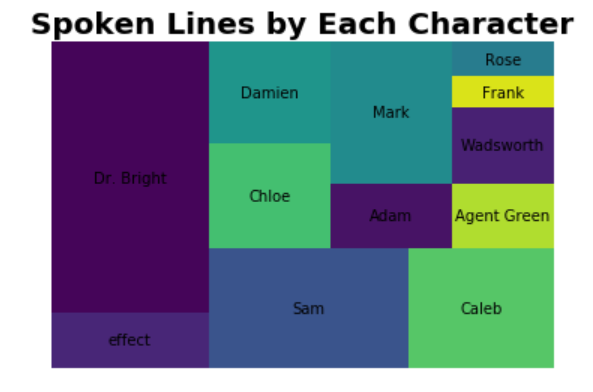 Spoken Lines by Each Character
Rose
Damien
Frank
Mark
Wadsworth
Dr. Bright
Chloe
Adam
Agent Green
Sam
Caleb
effect